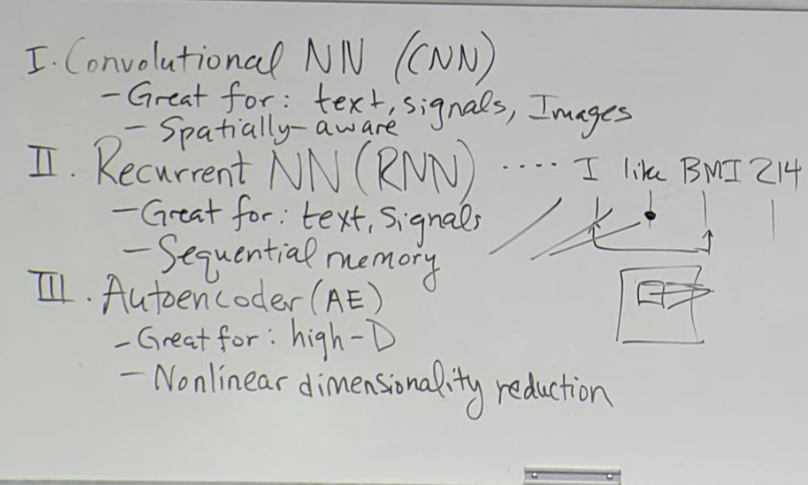 I. Convolutional NN (CNN)
- Great for: text, signals, Images
- Spatially-aware
II. Recurrent NN (RNN) .... I like BMI 214
- Great for: text, signals
- Sequential memory
III. Autoencoder (AE)
- Great for: high-D
- Nonlinear dimensionality reduction